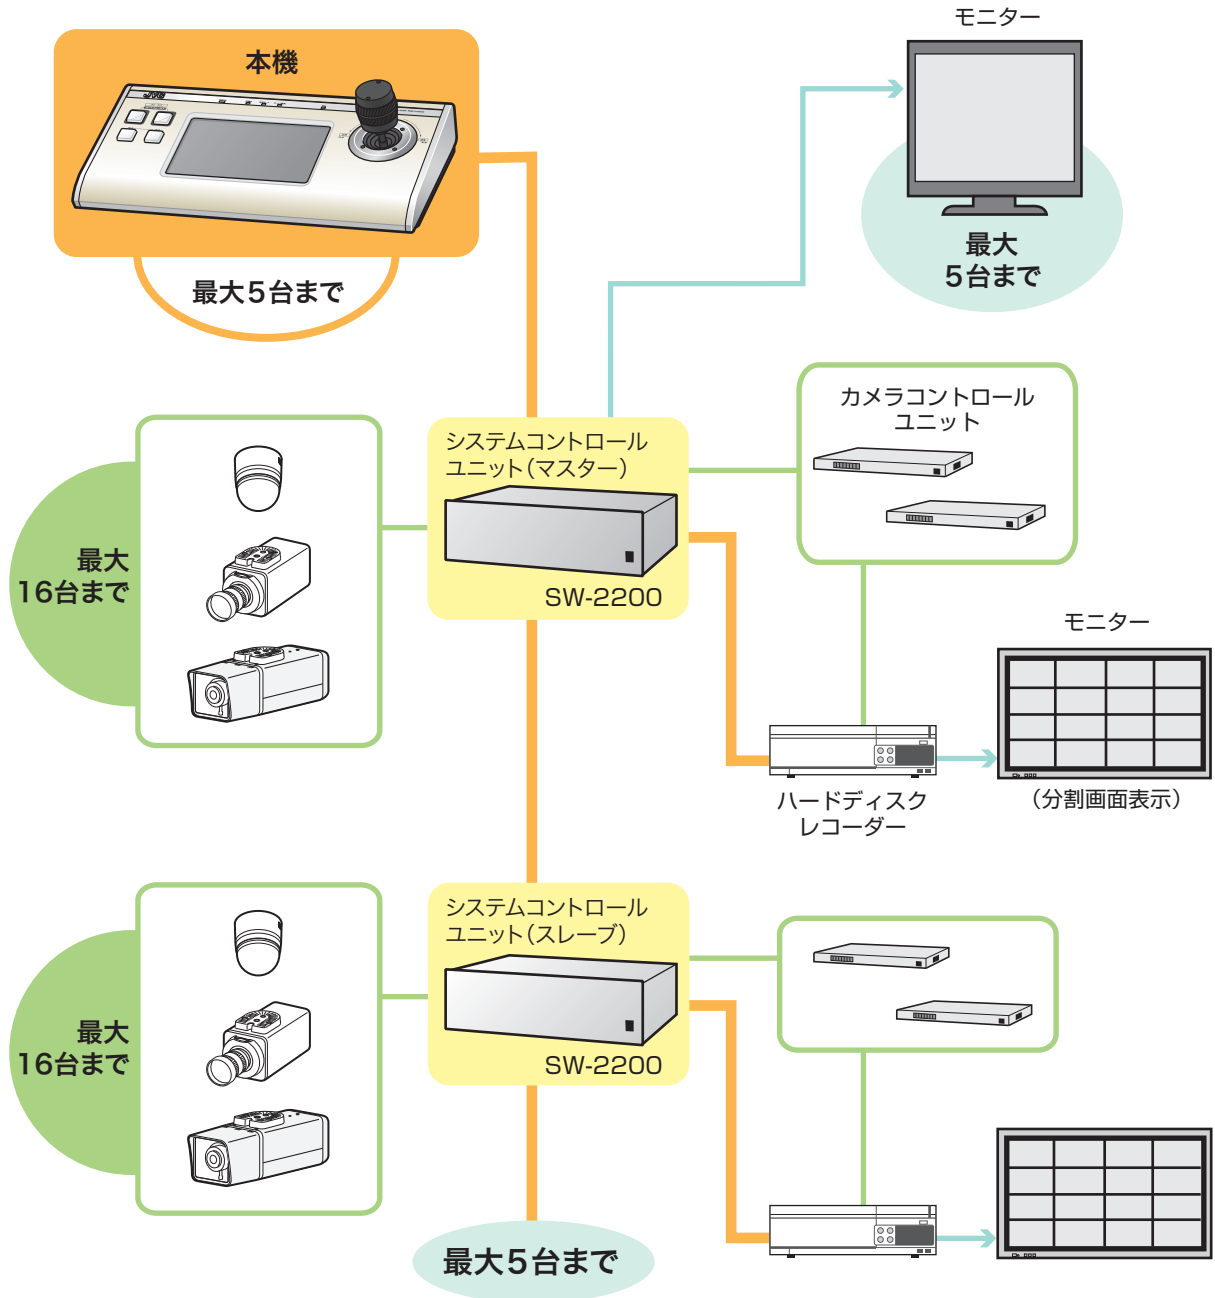 モニター
本機
JVC
最大5台まで
最大
5台まで
カメラコントロール
ユニット
システムコントロール
ユニット(マスター)
SW-2200
最大
16台まで
モニター
(分割画面表示)
ハードディスク
レコーダー
システムコントロール
ユニット(スレーブ)
SW-2200
最大
16台まで
最大5台まで